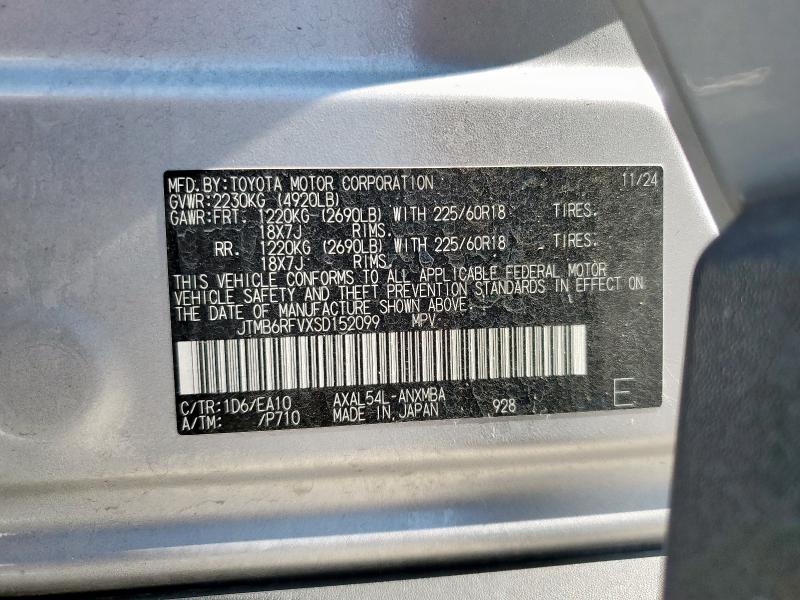 MFD.BY:TOYOTA MOTOR CORPORATION 11/24
GVWR:2230KG (4920LB)
GAWR:FRT. 1220KG (2690LB) WITH 225/60R18 TIRES.
18X7J RIMS.
RR. 1220KG (2690LB) WITH 225/60R18 TIRES.
18X7J RIMS.
THIS VEHICLE CONFORMS TO ALL APPLICABLE FEDERAL MOTOR
VEHICLE SAFETY AND THEFT PREVENTION STANDARDS IN EFFECT ON
THE DATE OF MANUFACTURE SHOWN ABOVE.
JTMB6RFVXSD152099 MPV
C/TR:1D6/EA10 AXAL54L-ANXMBA
A/TM: /P710 MADE IN JAPAN 928 E